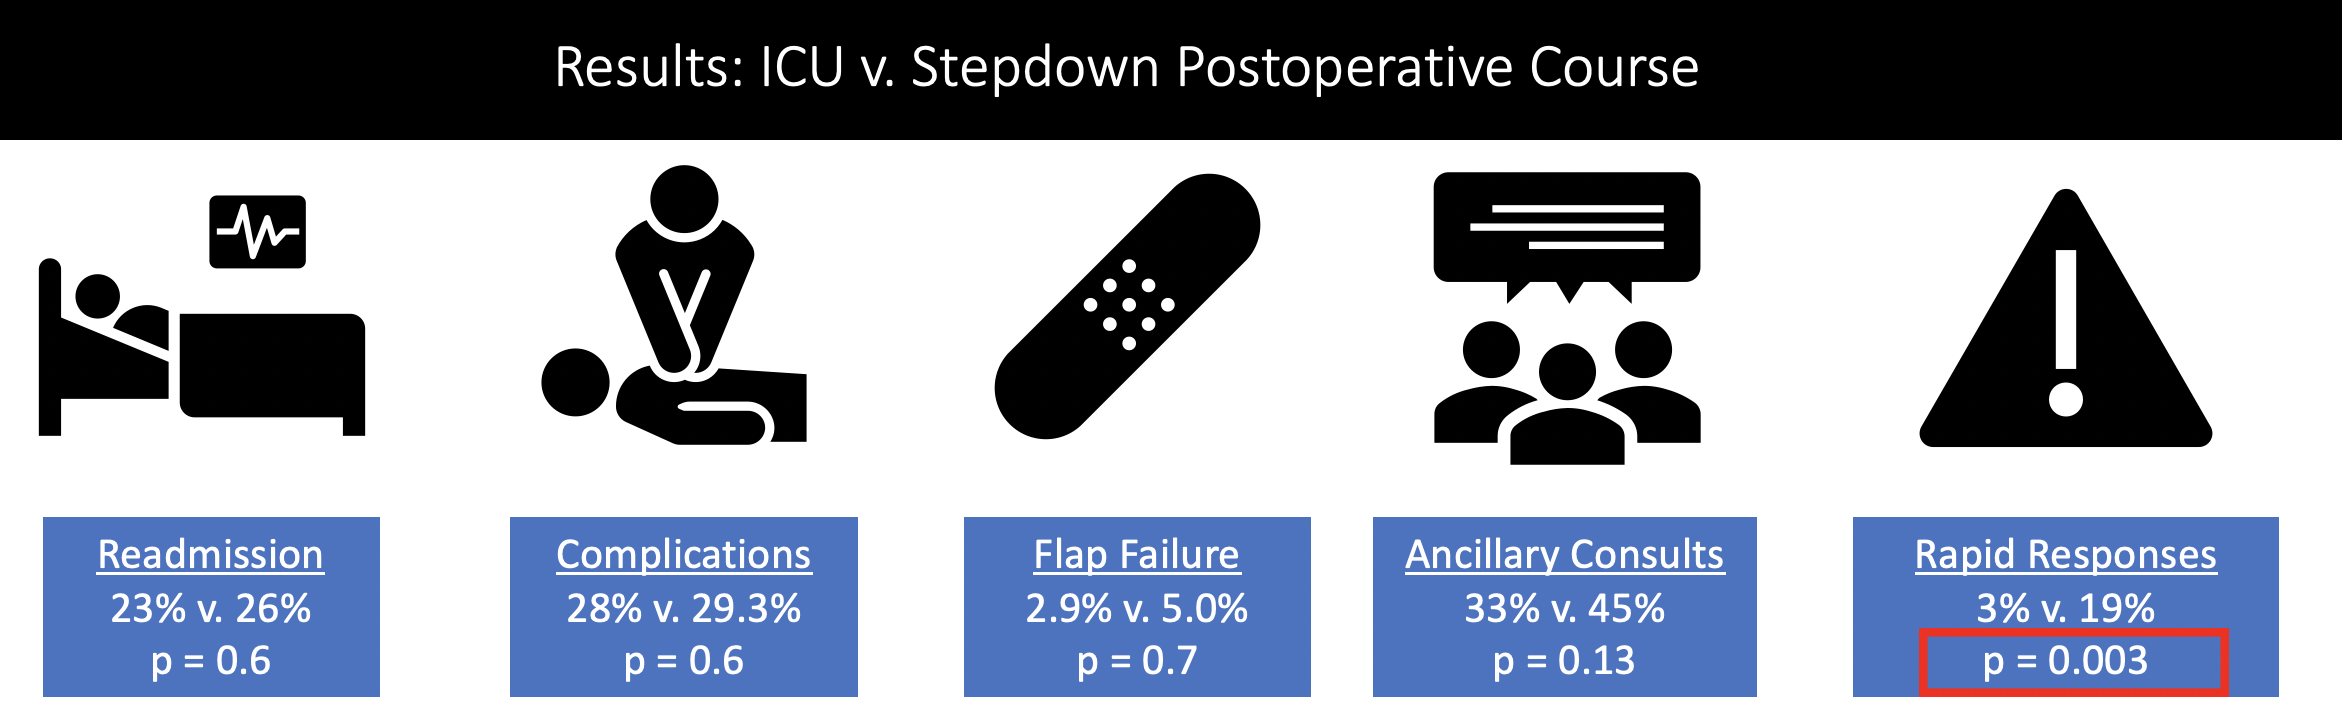 Results: ICU v. Stepdown Postoperative Course
Readmission
23% v. 26%
p = 0.6
Complications
28% v. 29.3%
p = 0.6
Flap Failure
2.9% v. 5.0%
p = 0.7
Ancillary Consults
33% v. 45%
p = 0.13
Rapid Responses
3% v. 19%
p = 0.003